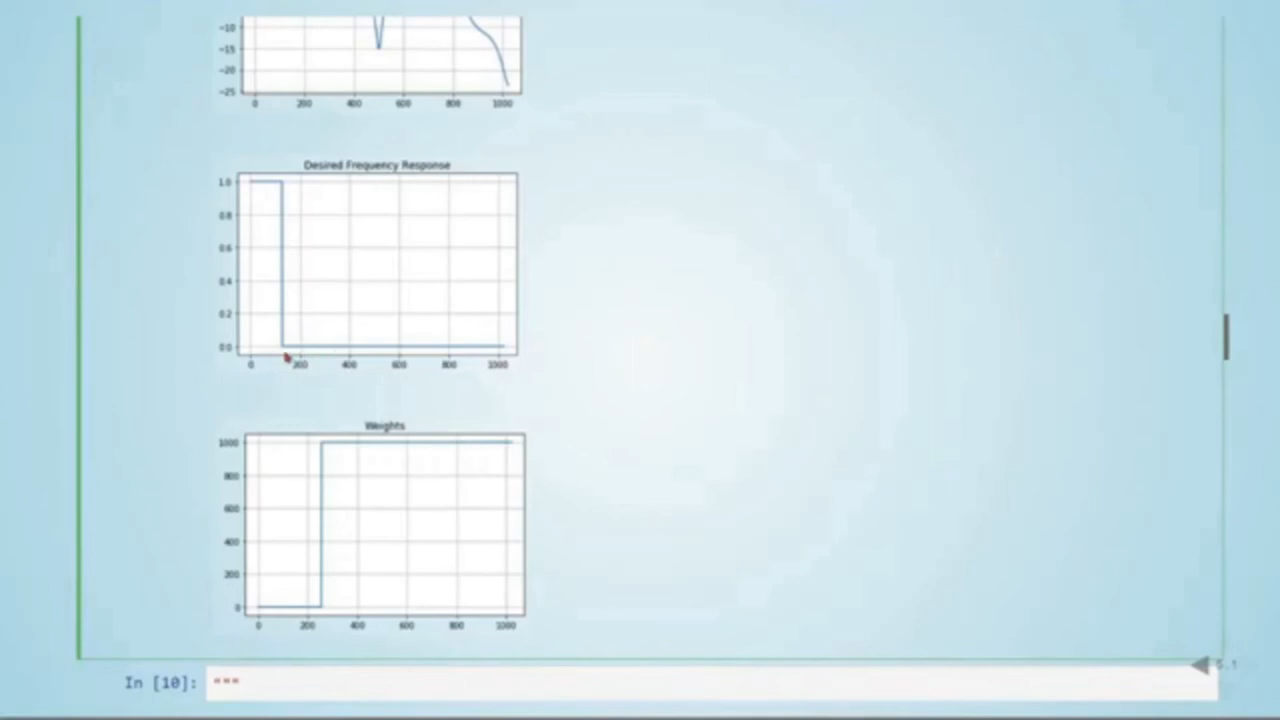 −10
−15
−20
−25
0 200 400 600 800 1000
Desired Frequency Response
1.0
0.8
0.6
0.4
0.2
0.0
0 200 400 600 800 1000
Weights
1000
800
600
400
200
0
0 200 400 600 800 1000
In [10]: """